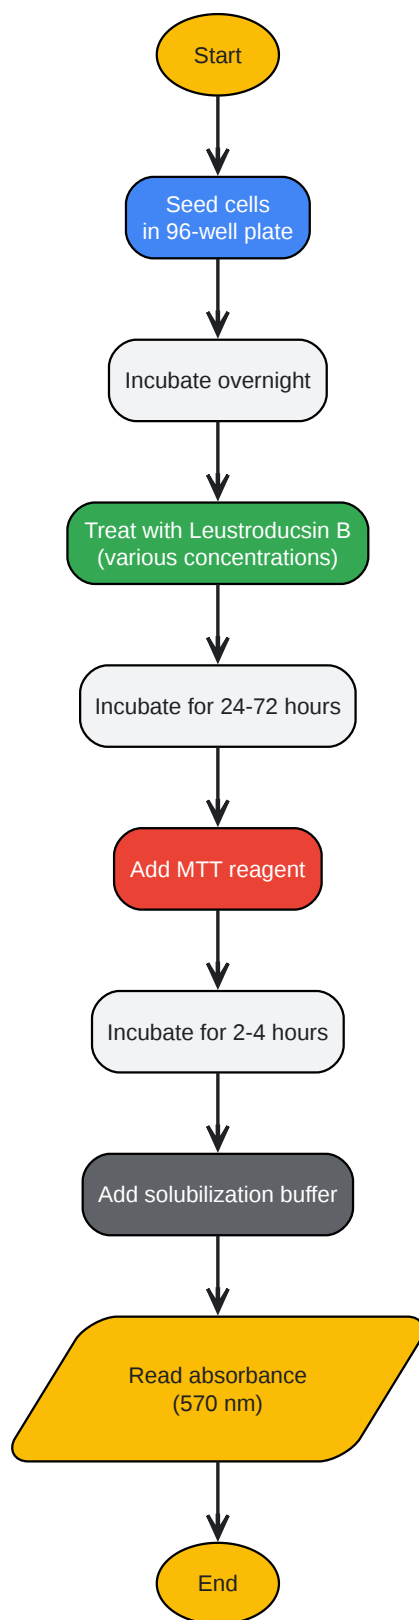 Start
Seed cells
in 96-well plate
Incubate overnight
Treat with Leustroducsin B
(various concentrations)
Incubate for 24-72 hours
Add MTT reagent
Incubate for 2-4 hours
Add solubilization buffer
Read absorbance
(570 nm)
End